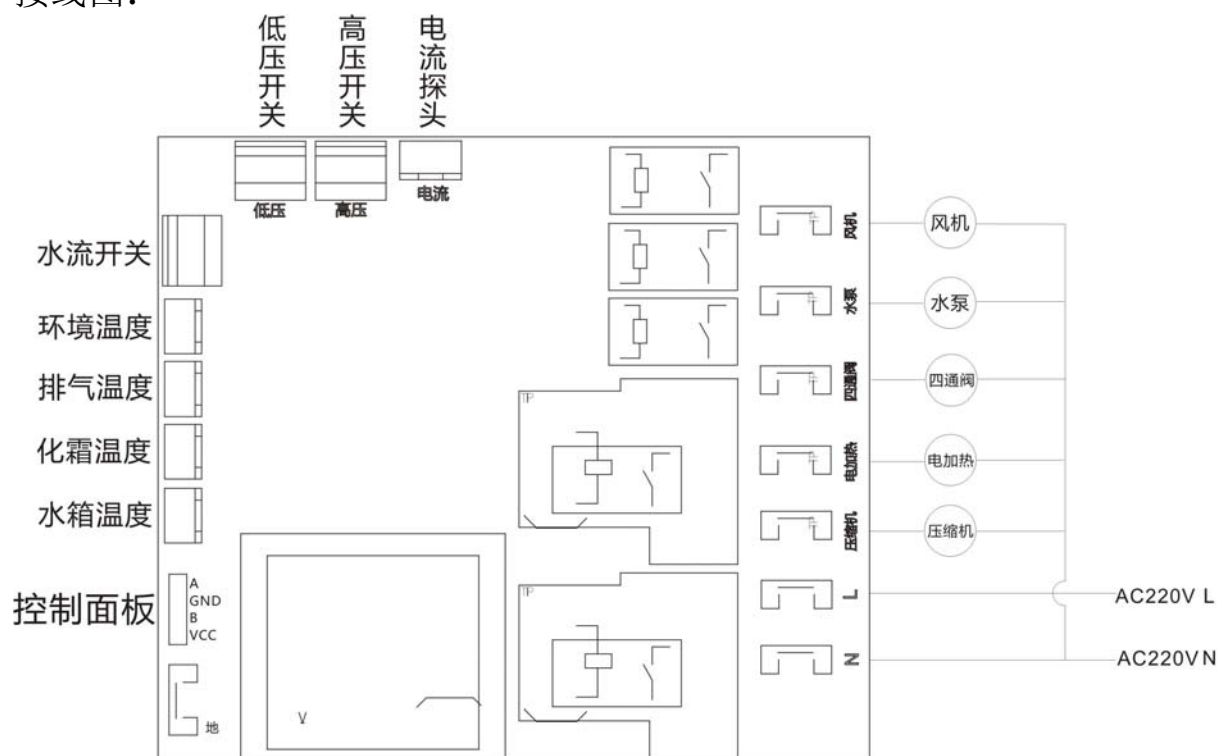 接线图：
低压开关
高压开关
电流探头
低压
高压
电流
水流开关
环境温度
排气温度
化霜温度
水箱温度
控制面板
A
GND
B
VCC
地
V
TP
TP
风机
水泵
四通阀
电加热
压缩机
L
N
风机
水泵
四通阀
电加热
压缩机
AC220V L
AC220V N